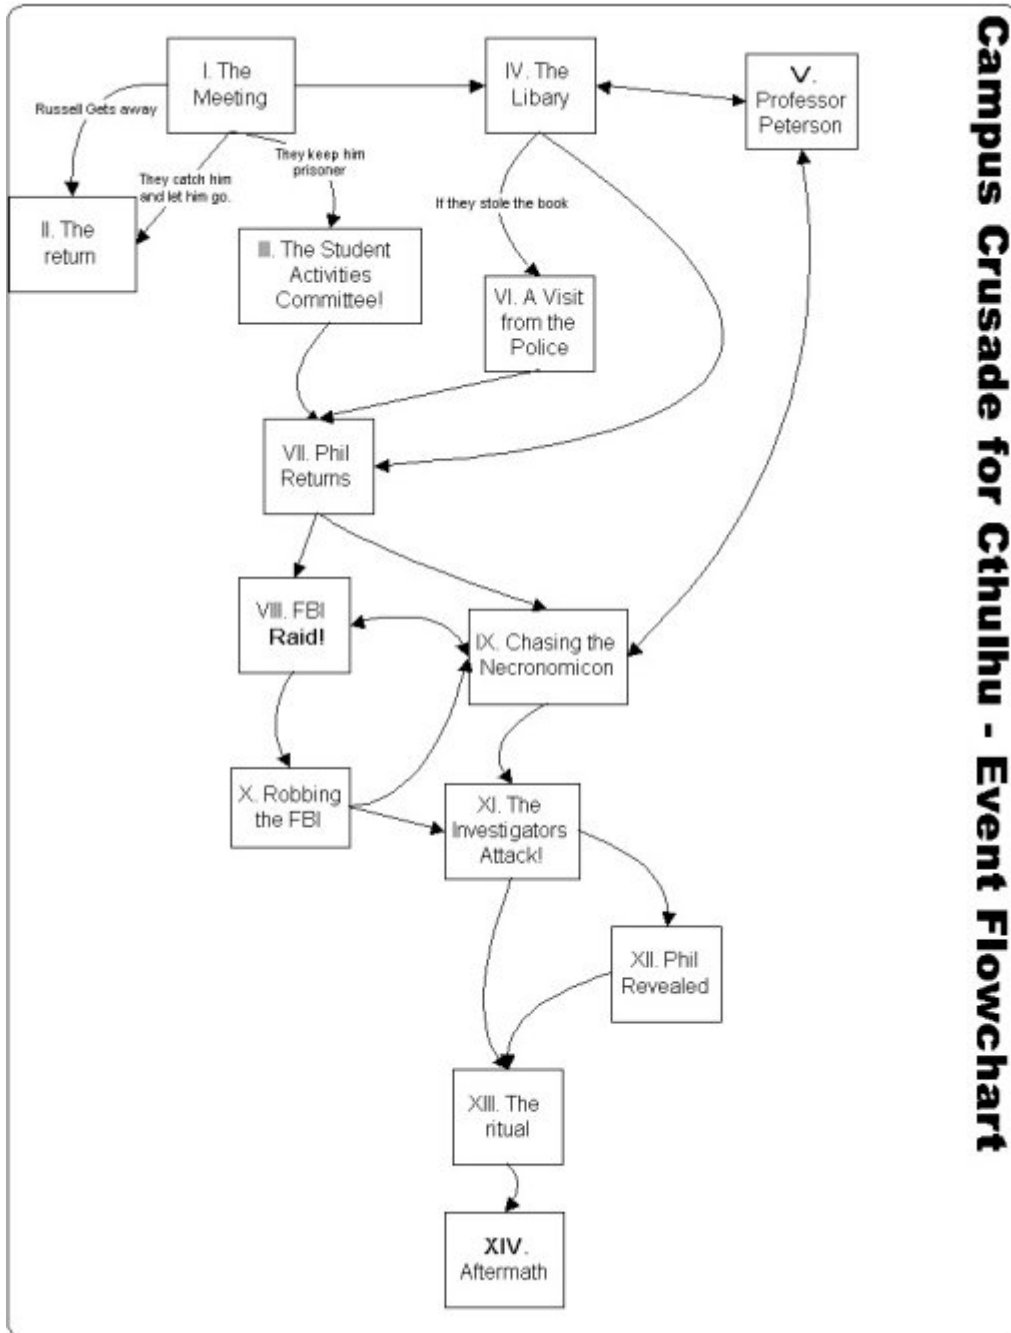 Campus Crusade for Cthulhu - Event Flowchart
I. The
Meeting
IV. The
Libary
V.
Professor
Peterson
Russell Gets away
They keep him
prisoner
They catch him
and let him go.
If they stole the book
II. The
return
III. The Student
Activities
Committee!
VI. A Visit
from the
Police
VII. Phil
Returns
VIII. FBI
Raid!
IX. Chasing the
Necronomicon
X. Robbing
the FBI
XI. The
Investigators
Attack!
XII. Phil
Revealed
XIII. The
ritual
XIV.
Aftermath